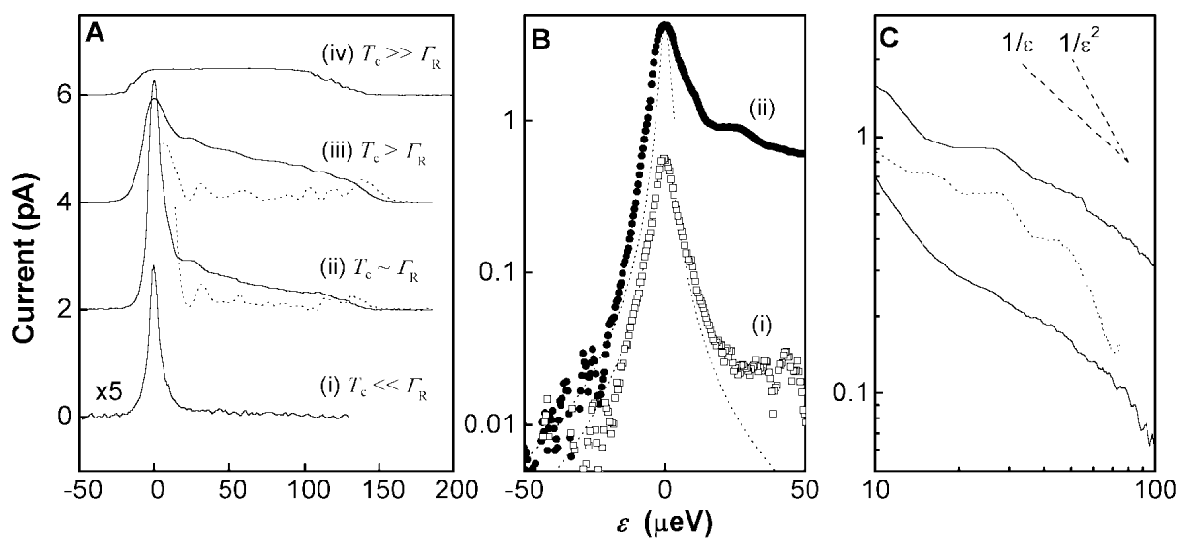 A
(iv) Tc >> ΓR
6
(iii) Tc > ΓR
4
(ii) Tc ~ ΓR
2
x5
(i) Tc << ΓR
0
-50
0
50
100
150
200
Current (pA)
B
(ii)
1
0.1
(i)
0.01
-50
0
50
ε (μeV)
C
1/ε
1/ε²
1
0.1
10
100